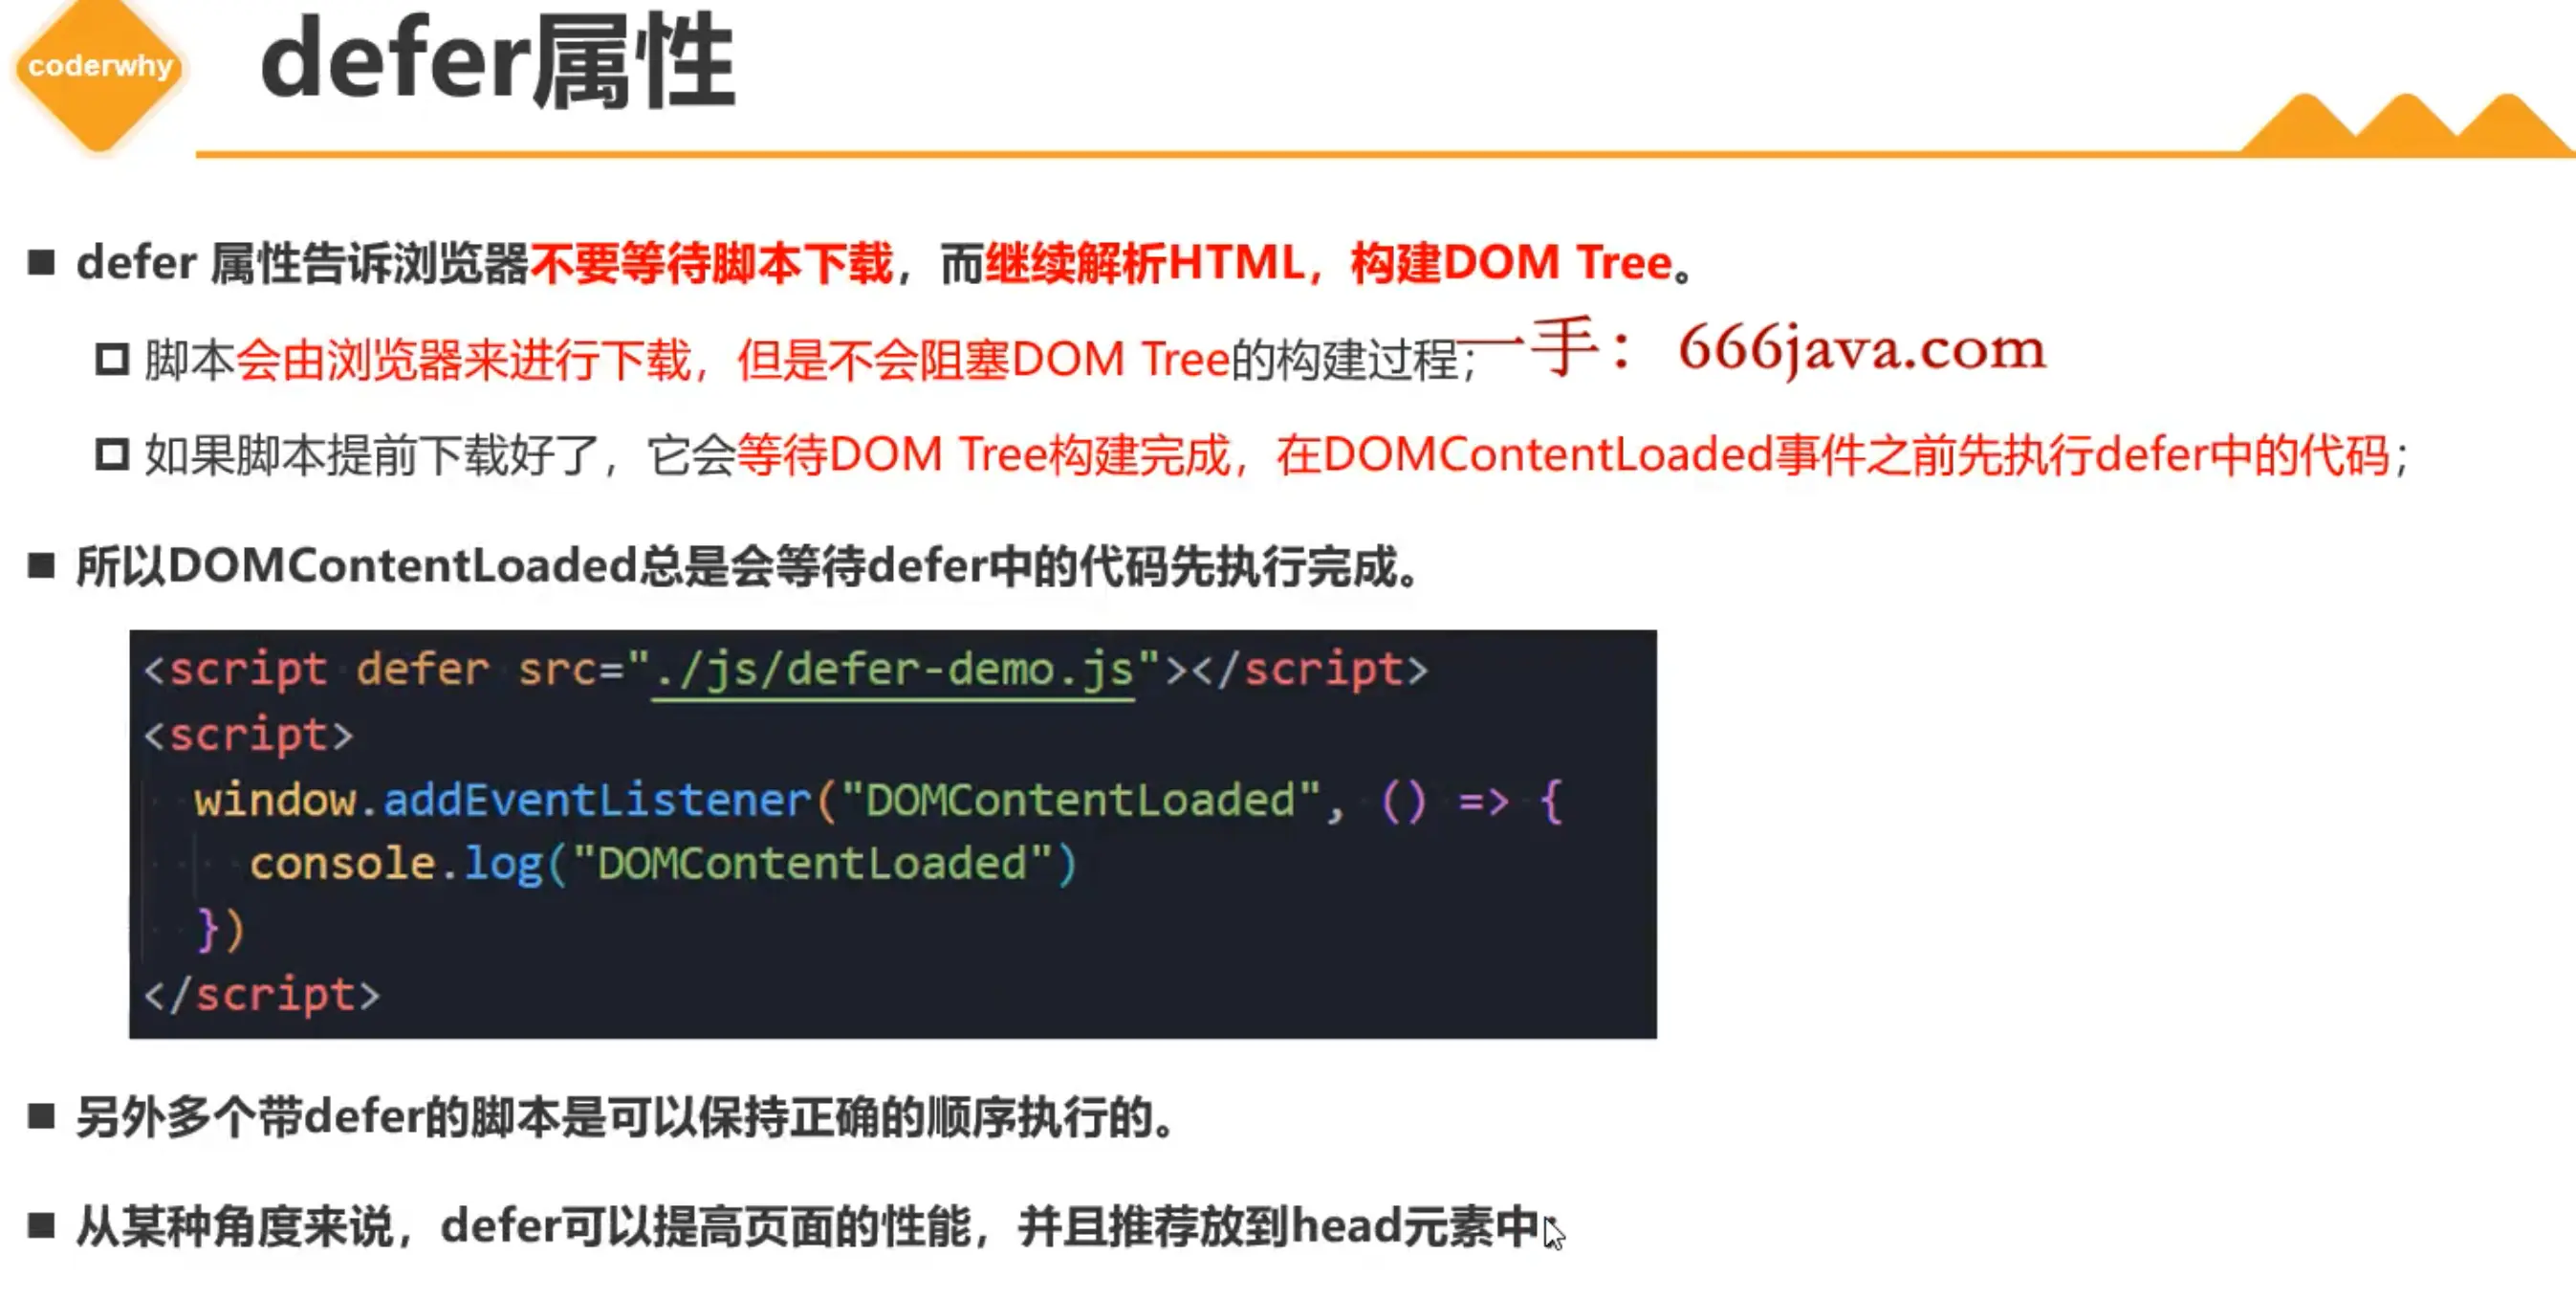 coderwhy
defer属性
defer 属性告诉浏览器不要等待脚本下载，而继续解析HTML，构建DOM Tree。
脚本会由浏览器来进行下载，但是不会阻塞DOM Tree的构建过程；
一手：666java.com
如果脚本提前下载好了，它会等待DOM Tree构建完成，在DOMContentLoaded事件之前先执行defer中的代码；
所以DOMContentLoaded总是会等待defer中的代码先执行完成。
<script defer src="./js/defer-demo.js"></script>
<script>
window.addEventListener("DOMContentLoaded", () => {
console.log("DOMContentLoaded")
})
</script>
另外多个带defer的脚本是可以保持正确的顺序执行的。
从某种角度来说，defer可以提高页面的性能，并且推荐放到head元素中